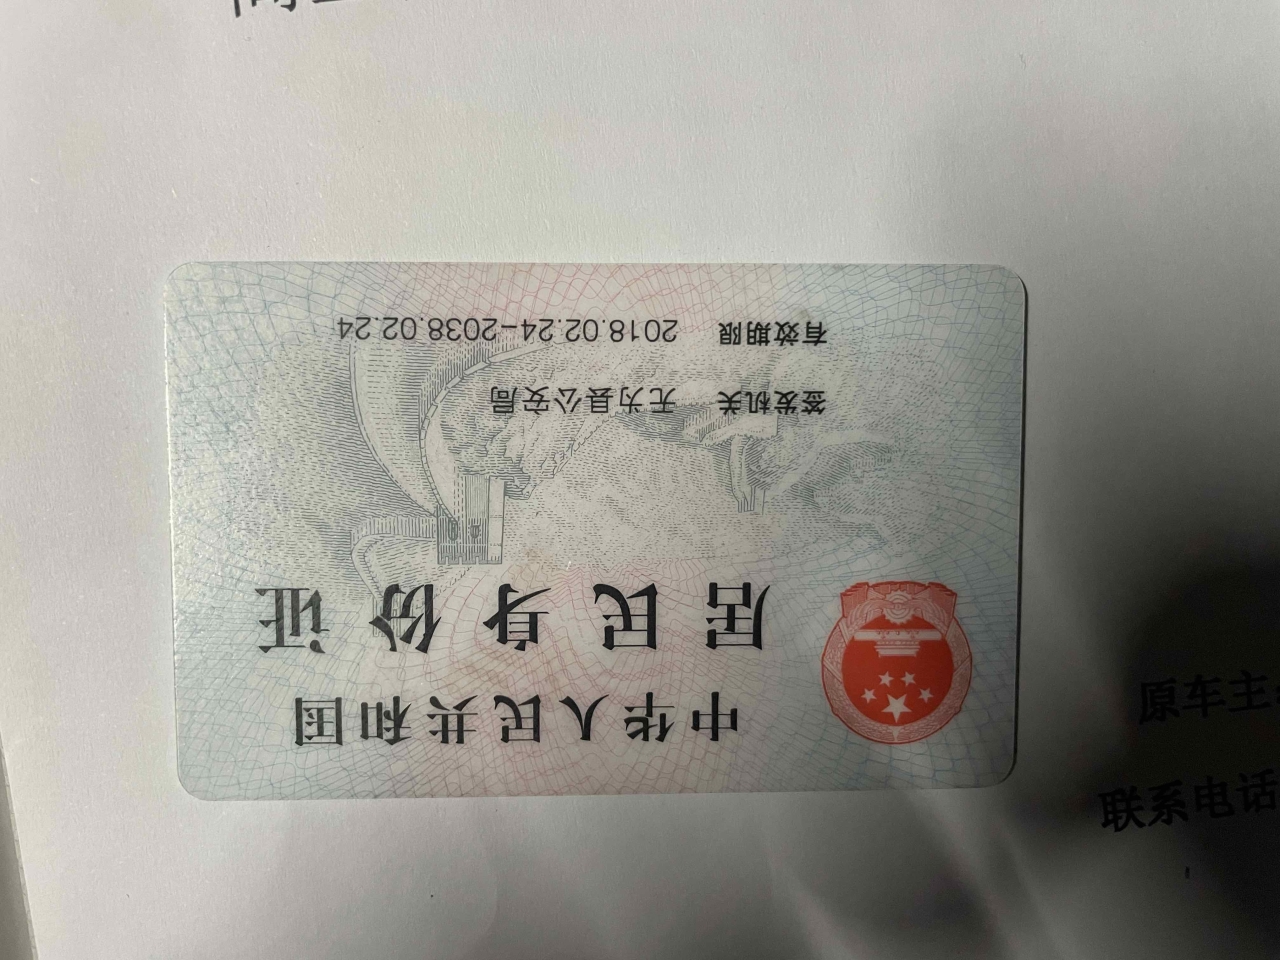 中华人民共和国
居民身份证
签发机关 无为县公安局
有效期限 2018.02.24-2038.02.24
原车主
联系电话